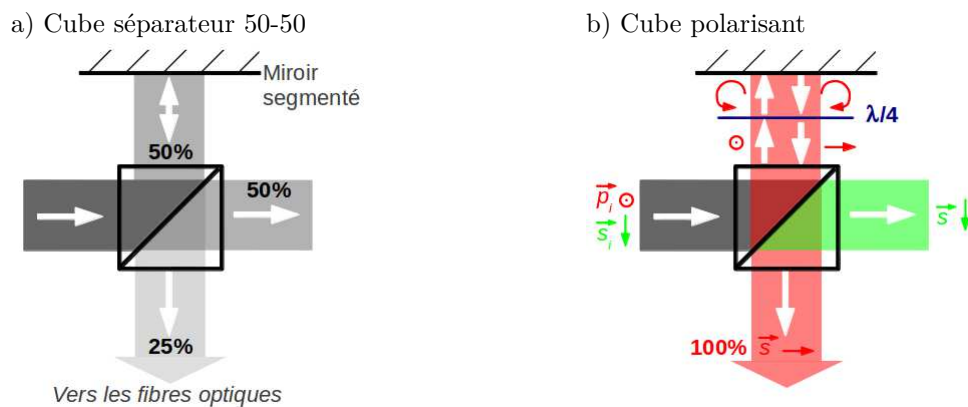 a) Cube séparateur 50-50
Miroir
segmenté
50%
50%
25%
Vers les fibres optiques
b) Cube polarisant
λ/4
p⃗ᵢ
s⃗ᵢ
s⃗
100% s⃗